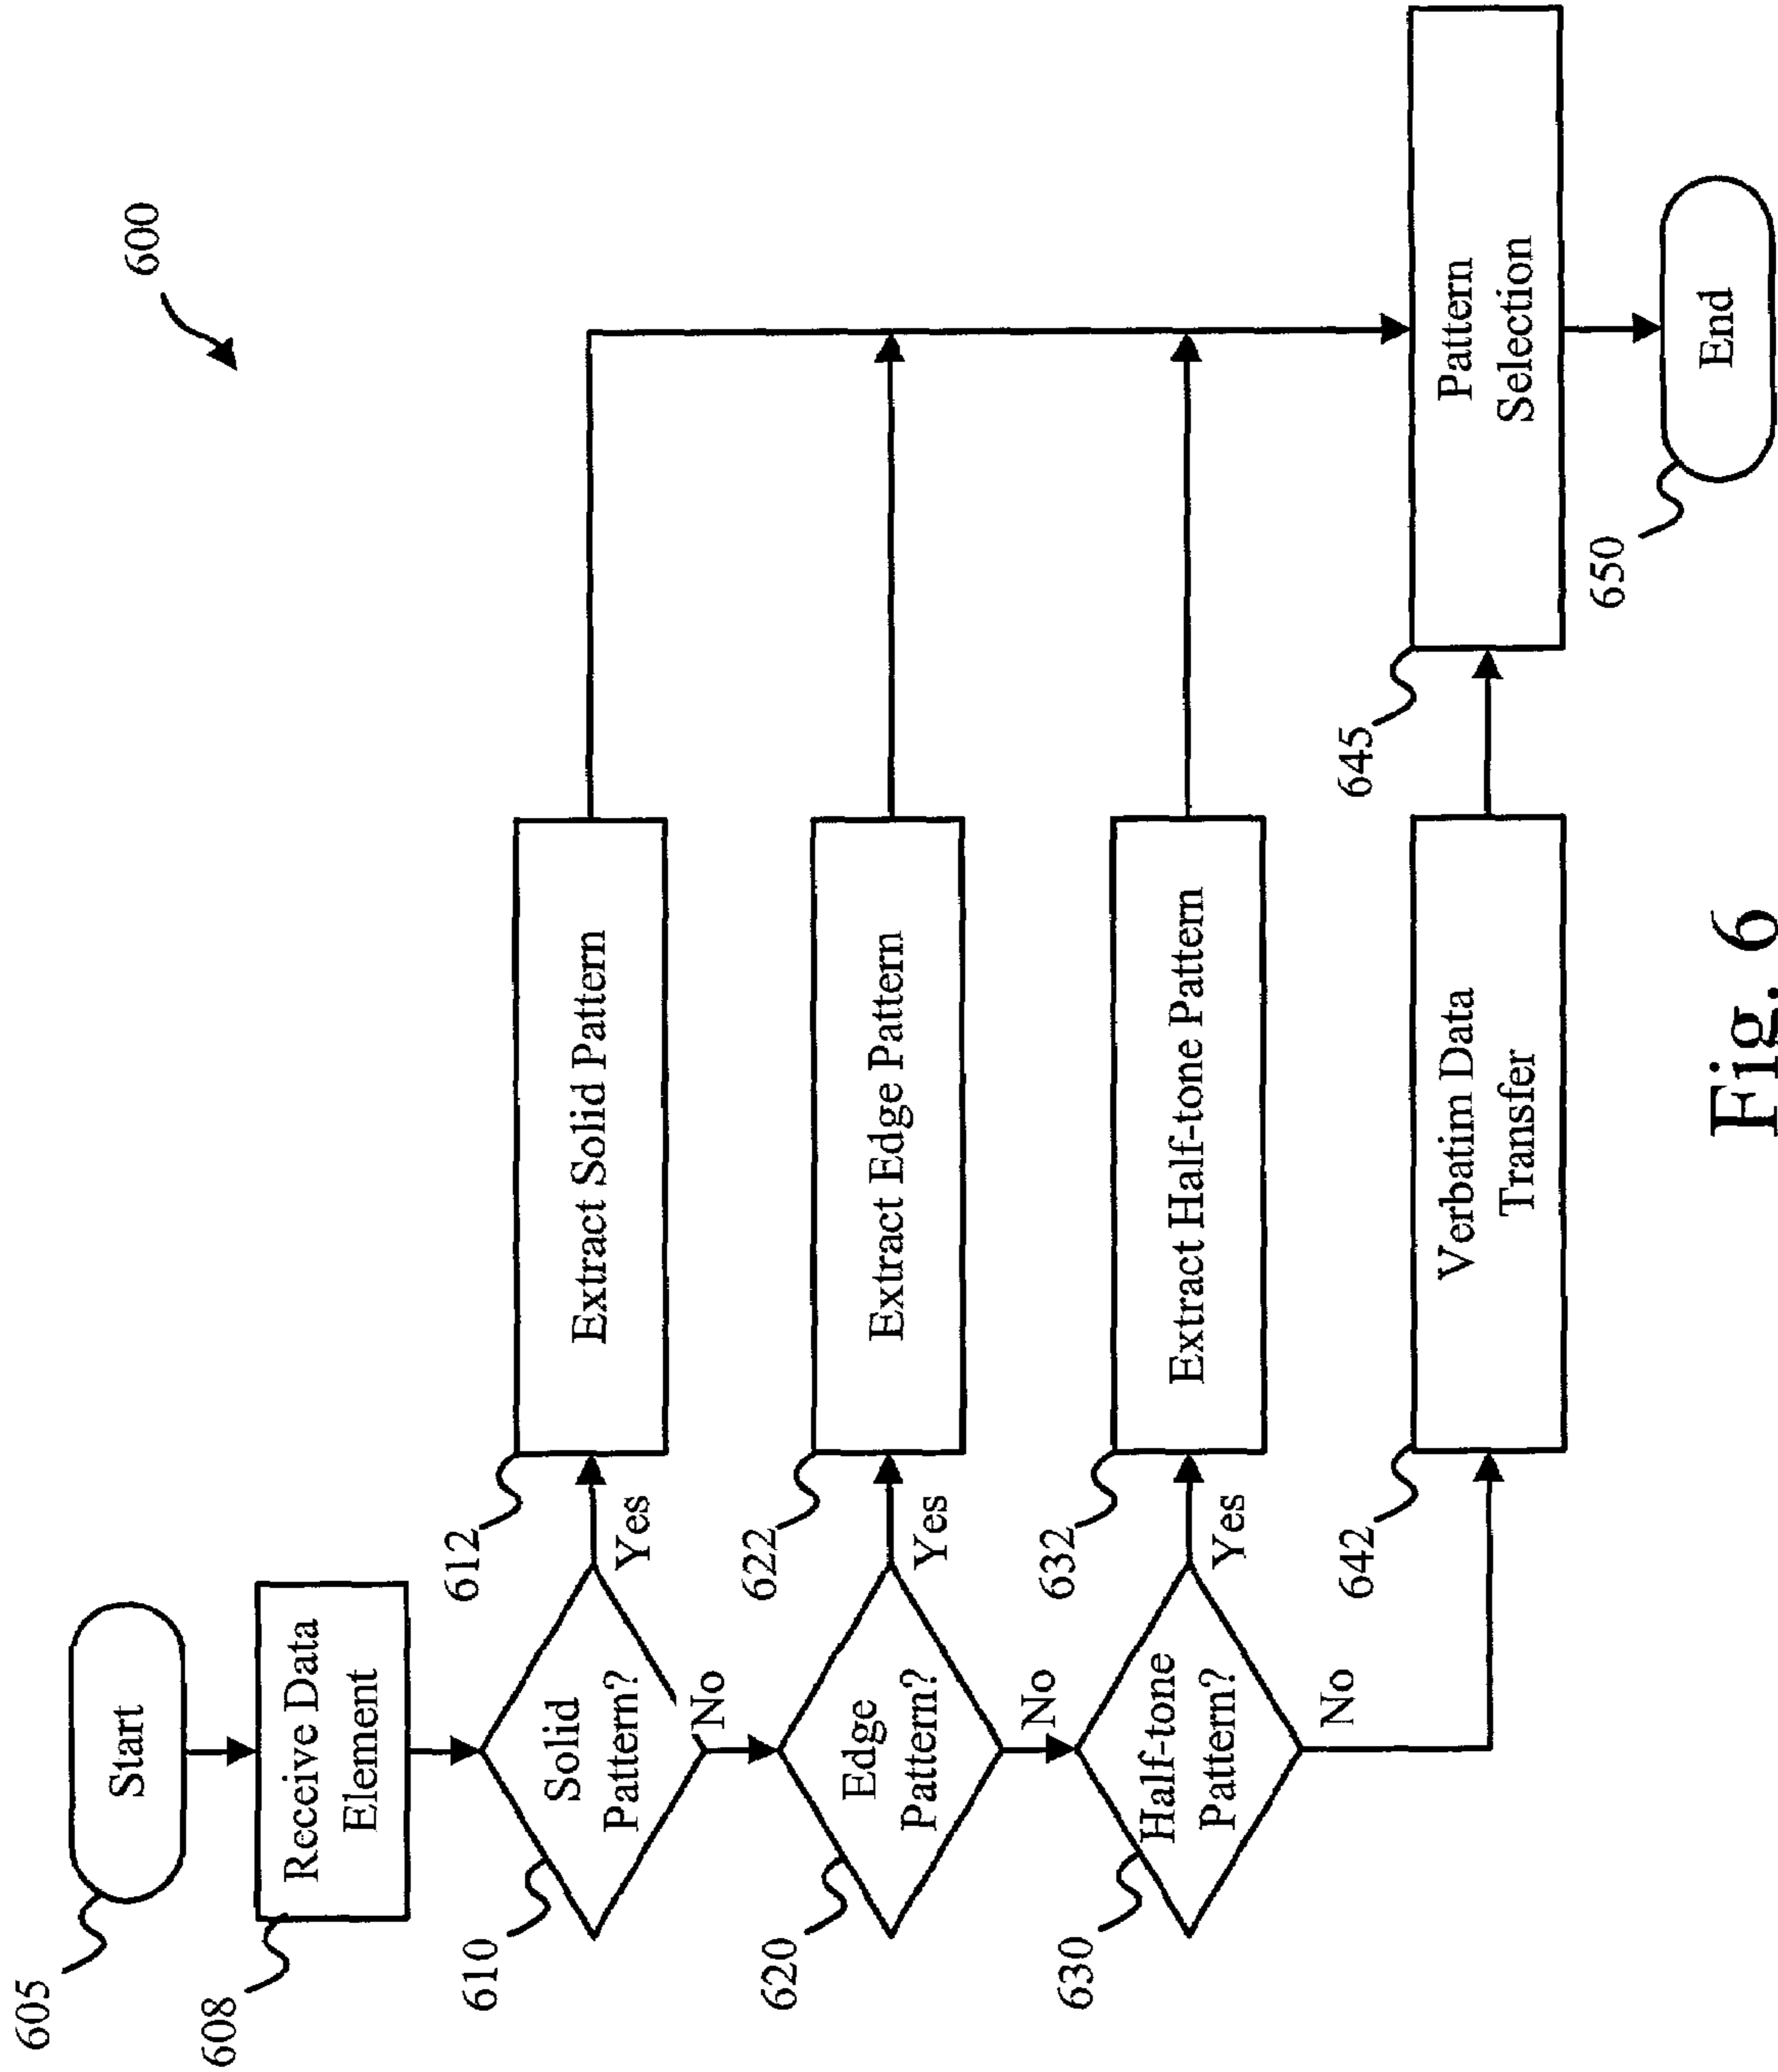 600
605
Start
608
Receive Data
Element
610
Solid
Pattern?
Yes
No
612
Extract Solid Pattern
620
Edge
Pattern?
Yes
No
622
Extract Edge Pattern
630
Half-tone
Pattern?
Yes
No
632
Extract Half-tone Pattern
642
Verbatim Data
Transfer
645
Pattern
Selection
650
End
Fig. 6